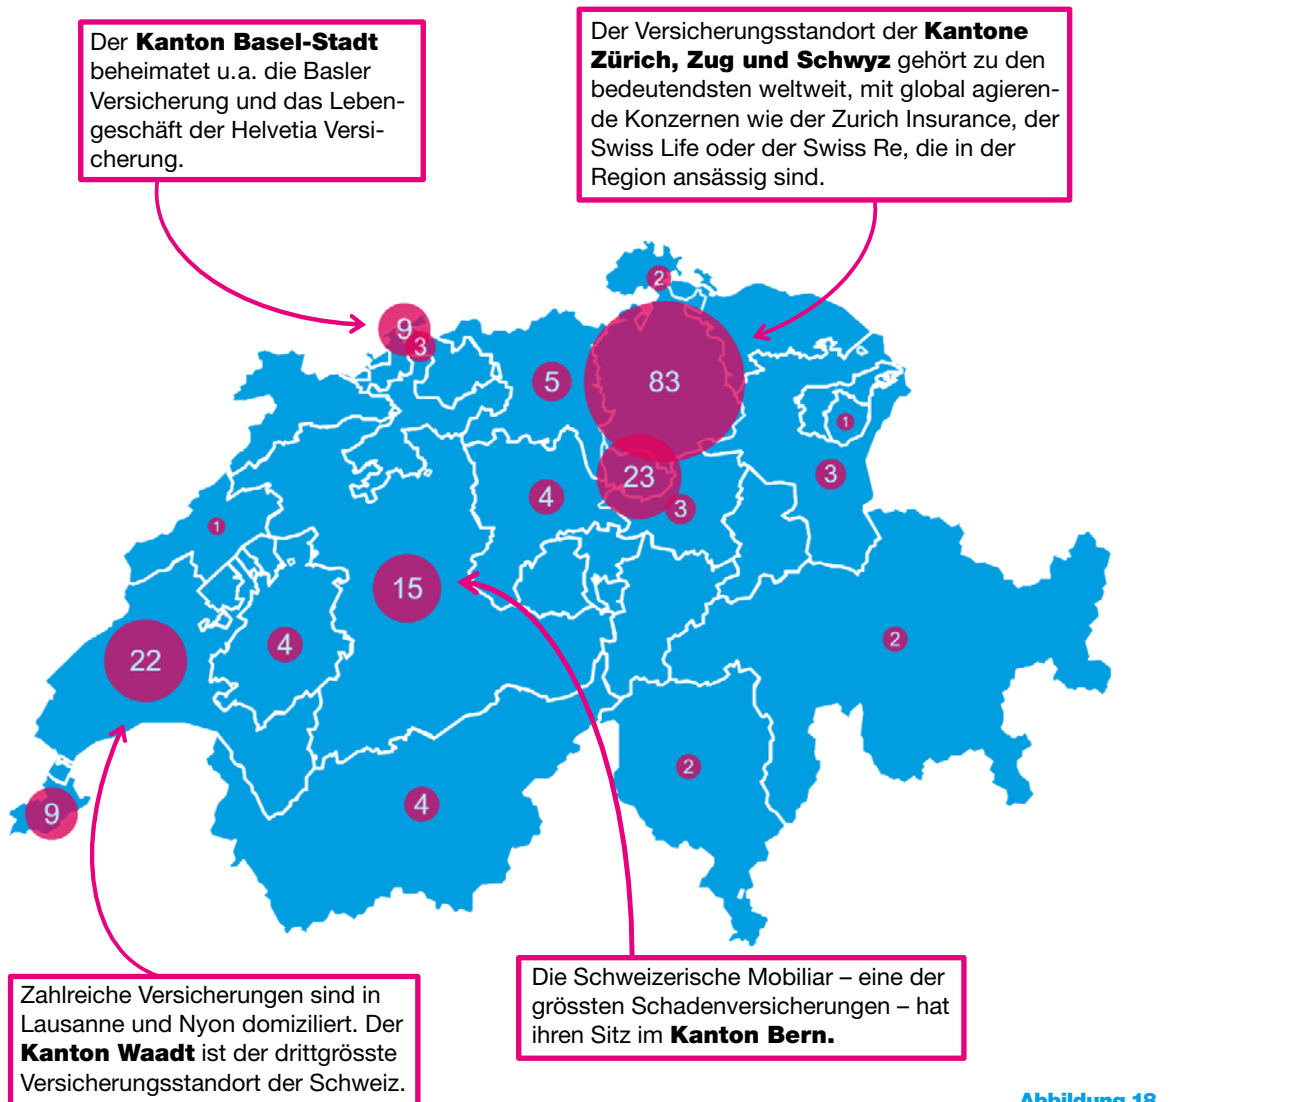 Der Kanton Basel-Stadt
beheimatet u.a. die Basler
Versicherung und das Leben-
geschäft der Helvetia Versi-
cherung.
Der Versicherungsstandort der Kantone
Zürich, Zug und Schwyz gehört zu den
bedeutendsten weltweit, mit global agieren-
de Konzernen wie der Zurich Insurance, der
Swiss Life oder der Swiss Re, die in der
Region ansässig sind.
2
9
3
5
83
1
3
23
4
3
1
15
4
22
2
2
4
9
Die Schweizerische Mobiliar – eine der
grössten Schadenversicherungen – hat
ihren Sitz im Kanton Bern.
Zahlreiche Versicherungen sind in
Lausanne und Nyon domiziliert. Der
Kanton Waadt ist der drittgrösste
Versicherungsstandort der Schweiz.
Abbildung 18